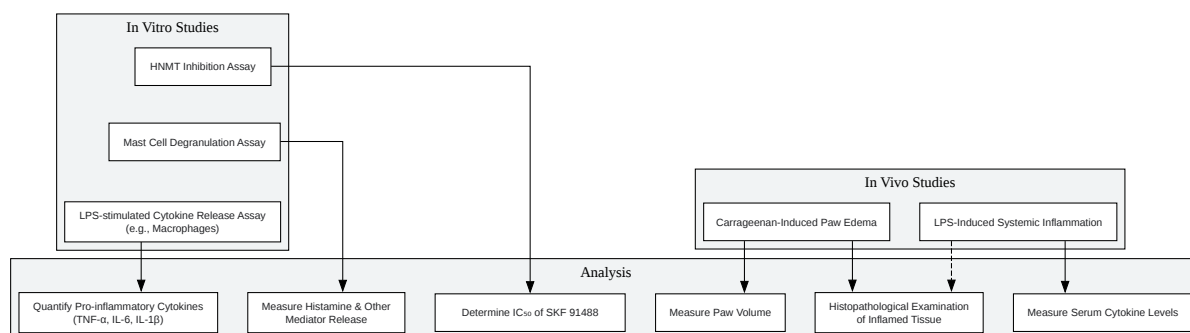 In Vitro Studies
HNMT Inhibition Assay
Mast Cell Degranulation Assay
LPS-stimulated Cytokine Release Assay
(e.g., Macrophages)
In Vivo Studies
Carrageenan-Induced Paw Edema
LPS-Induced Systemic Inflammation
Analysis
Quantify Pro-inflammatory Cytokines
(TNF-α, IL-6, IL-1β)
Measure Histamine & Other
Mediator Release
Determine IC₅₀ of SKF 91488
Measure Paw Volume
Histopathological Examination
of Inflamed Tissue
Measure Serum Cytokine Levels